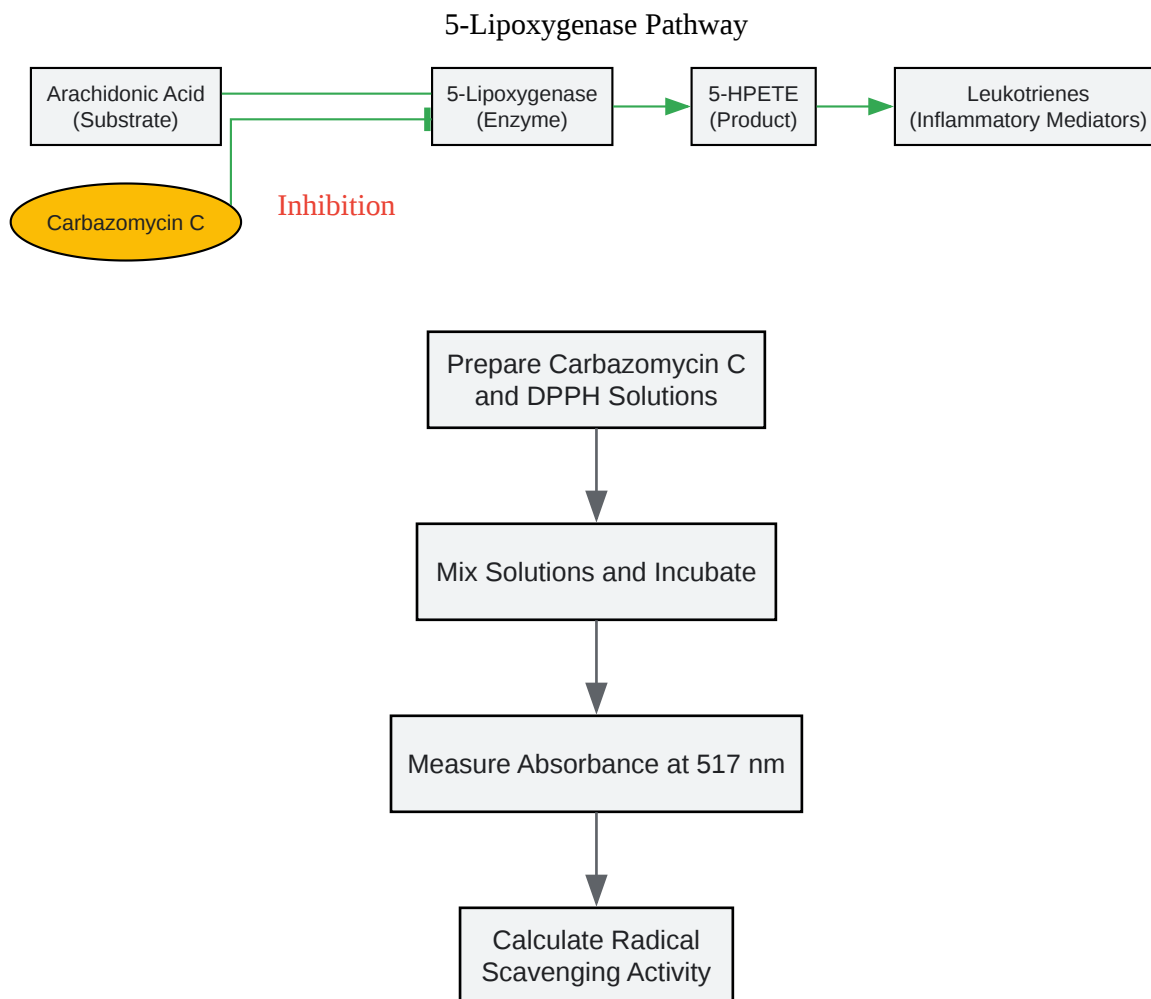 5-Lipoxygenase Pathway
Arachidonic Acid
(Substrate)
5-Lipoxygenase
(Enzyme)
5-HPETE
(Product)
Leukotrienes
(Inflammatory Mediators)
Carbazomycin C
Inhibition
Prepare Carbazomycin C
and DPPH Solutions
Mix Solutions and Incubate
Measure Absorbance at 517 nm
Calculate Radical
Scavenging Activity